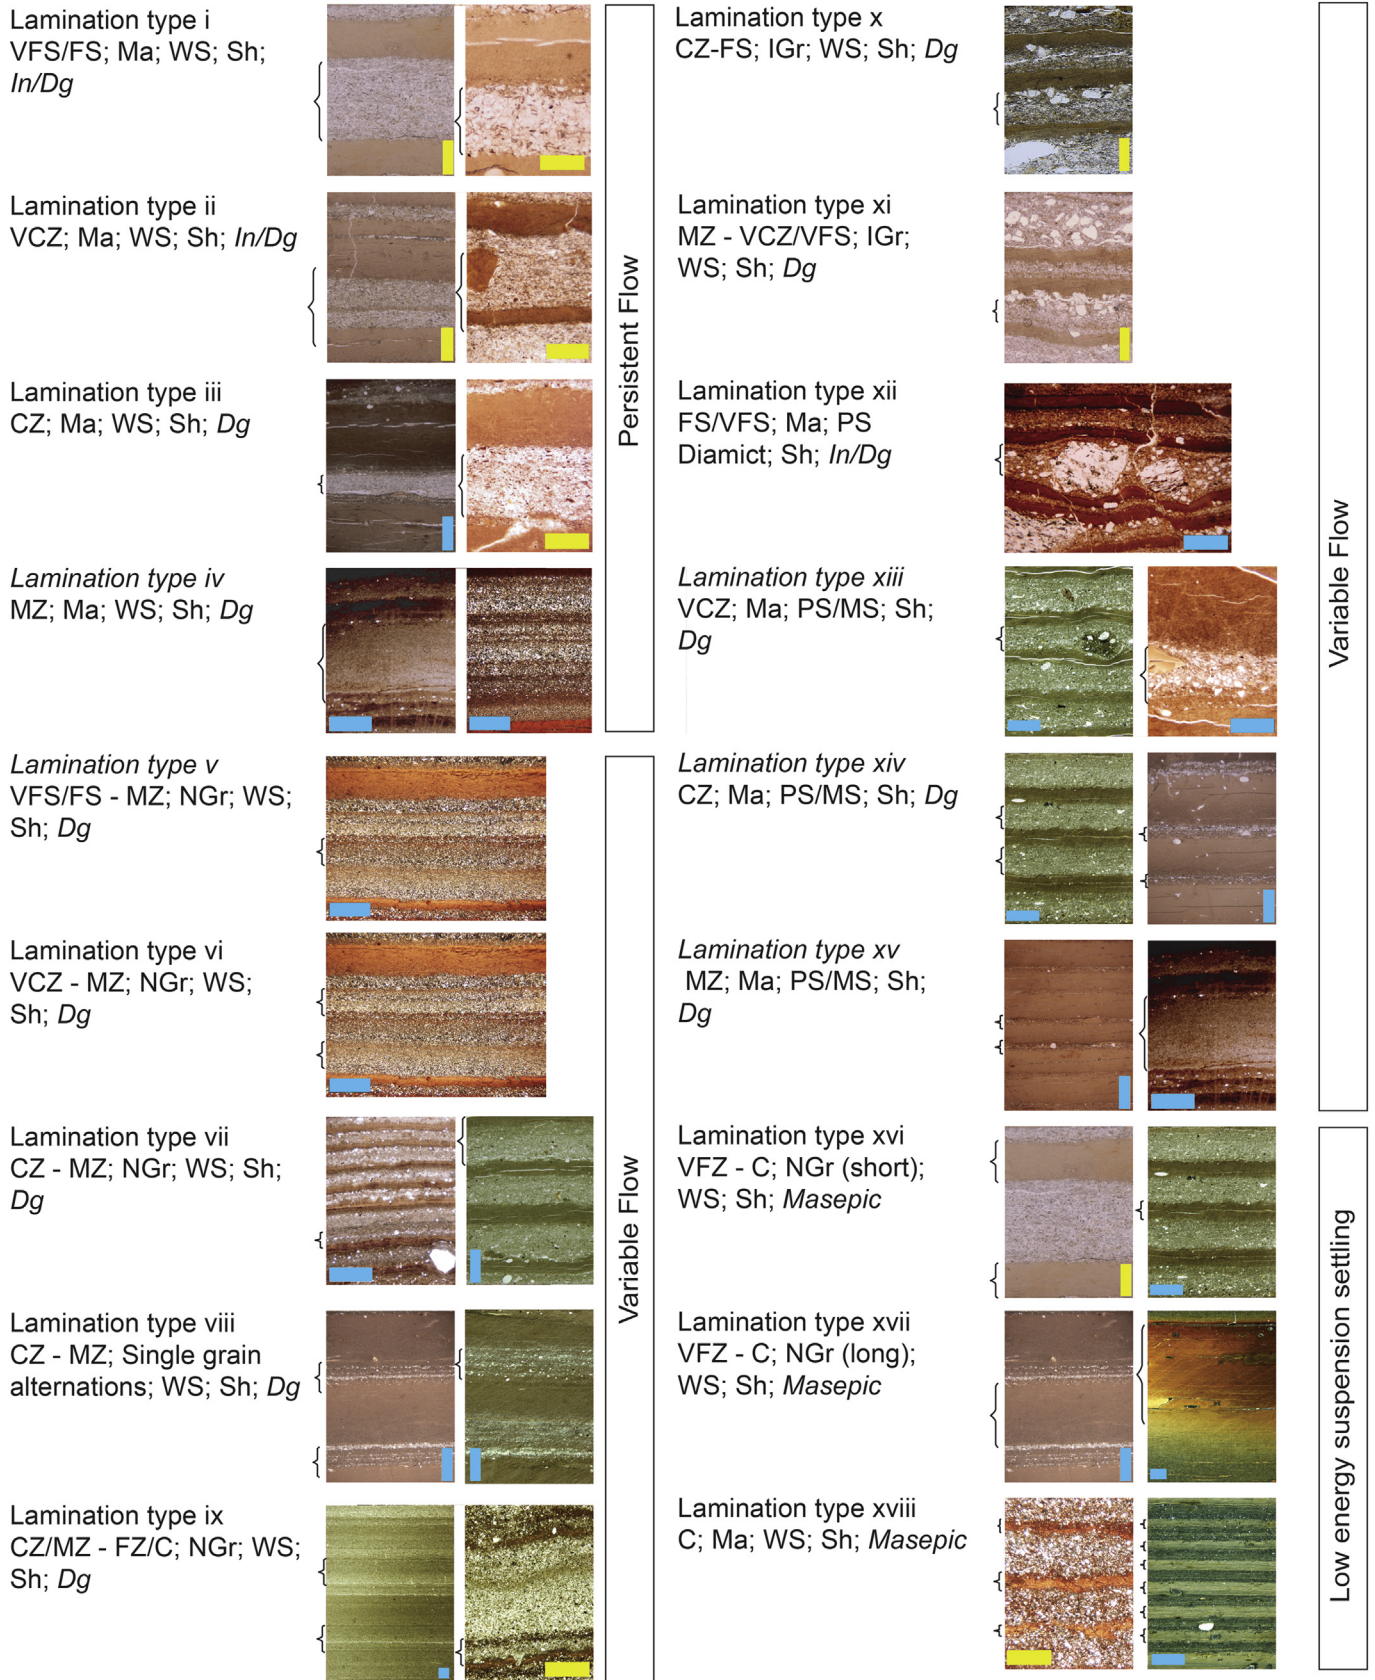 Lamination type i
VFS/FS; Ma; WS; Sh;
In/Dg
Lamination type ii
VCZ; Ma; WS; Sh; In/Dg
Lamination type iii
CZ; Ma; WS; Sh; Dg
Lamination type iv
MZ; Ma; WS; Sh; Dg
Persistent Flow
Lamination type v
VFS/FS - MZ; NGr; WS;
Sh; Dg
Lamination type vi
VCZ - MZ; NGr; WS;
Sh; Dg
Lamination type vii
CZ - MZ; NGr; WS; Sh;
Dg
Lamination type viii
CZ - MZ; Single grain
alternations; WS; Sh; Dg
Lamination type ix
CZ/MZ - FZ/C; NGr; WS;
Sh; Dg
Variable Flow
Lamination type x
CZ-FS; IGr; WS; Sh; Dg
Lamination type xi
MZ - VCZ/VFS; IGr;
WS; Sh; Dg
Lamination type xii
FS/VFS; Ma; PS
Diamict; Sh; In/Dg
Lamination type xiii
VCZ; Ma; PS/MS; Sh;
Dg
Lamination type xiv
CZ; Ma; PS/MS; Sh; Dg
Lamination type xv
MZ; Ma; PS/MS; Sh;
Dg
Variable Flow
Lamination type xvi
VFZ - C; NGr (short);
WS; Sh; Masepic
Lamination type xvii
VFZ - C; NGr (long);
WS; Sh; Masepic
Lamination type xviii
C; Ma; WS; Sh; Masepic
Low energy suspension settling